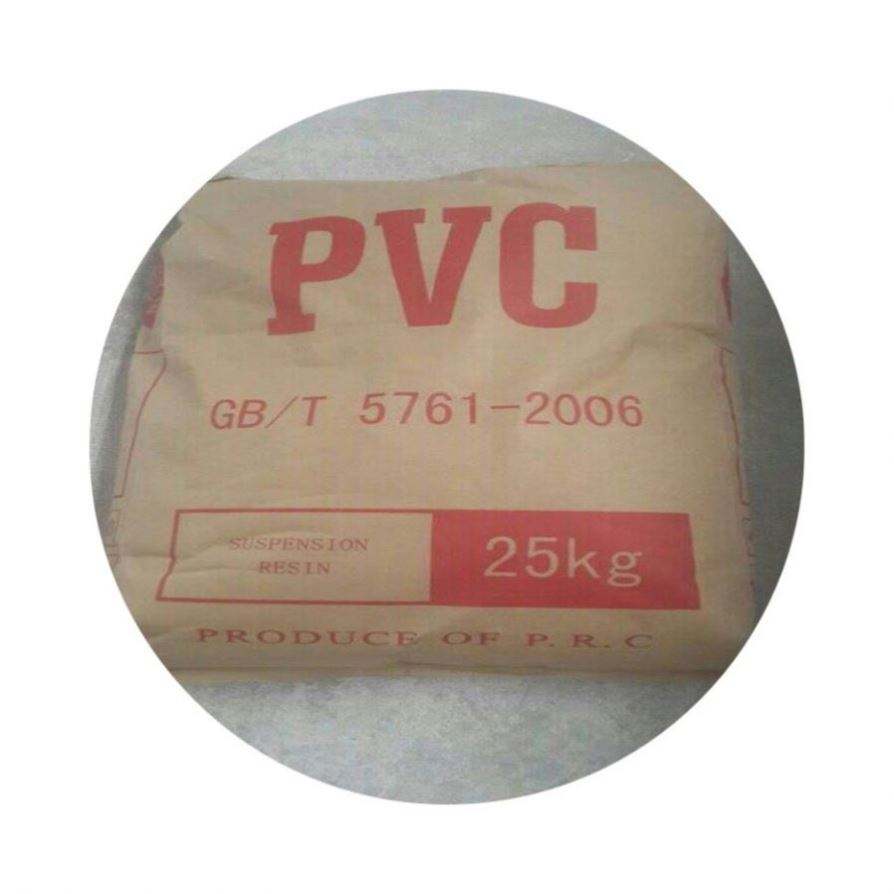 PVC
GB/T 5761-2006
SUSPENSION
RESIN
25kg
PRODUCE OF P.R.C